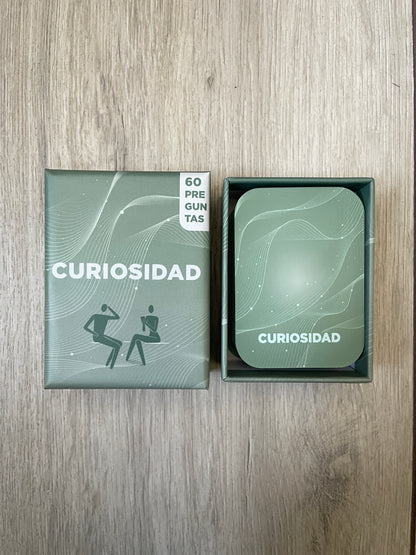 60
PRE
GUN
TAS
CURIOSIDAD
CURIOSIDAD